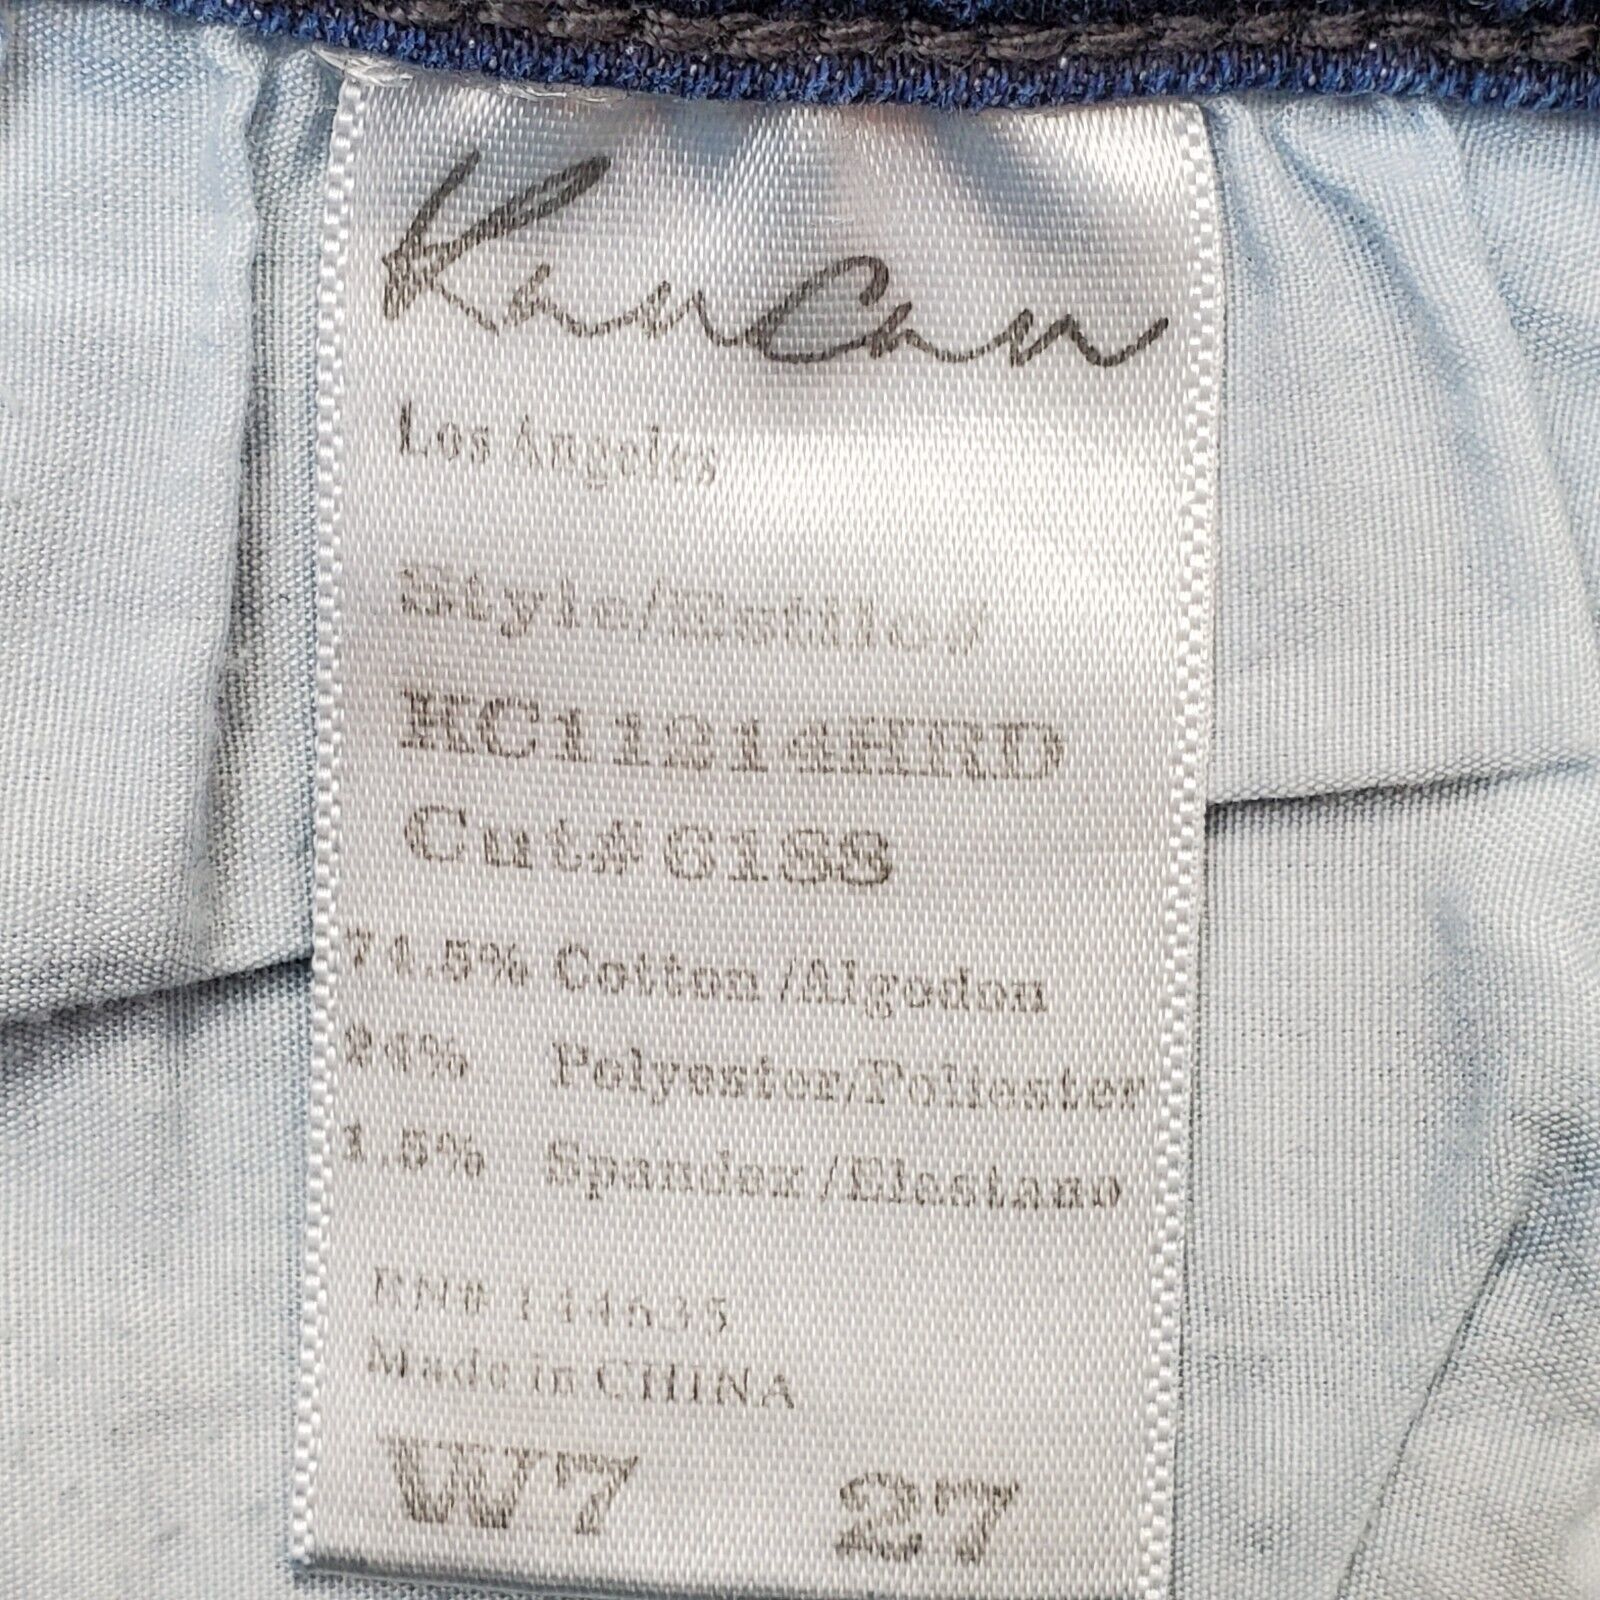 KanCan
Los Angeles
Style/Estilo
KC11214HRD
Cut#6188
74.5% Cotton /Algodon
24% Polyester/Poliester
1.5% Spandex /Elastano
RN# 144635
Made in CHINA
W7 27